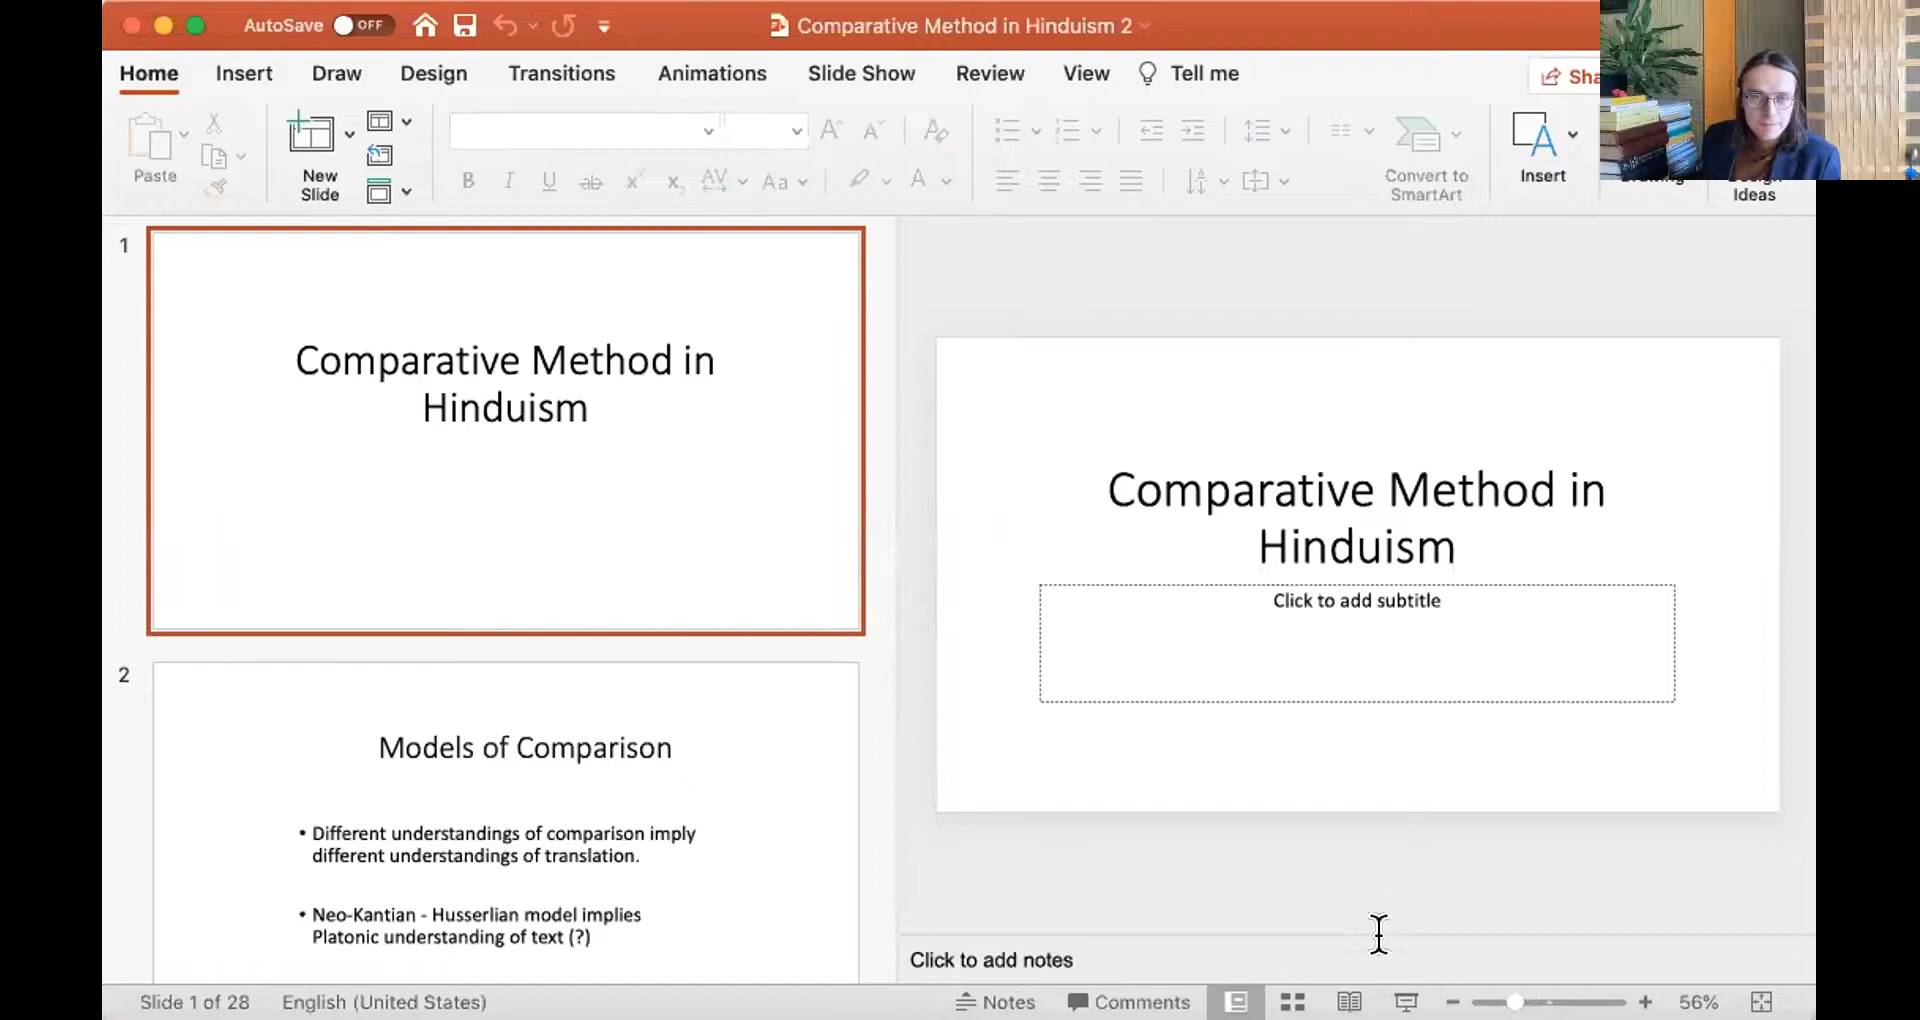 AutoSave OFF
Comparative Method in Hinduism 2
Home Insert Draw Design Transitions Animations Slide Show Review View Tell me
Paste
New
Slide
B I U ab x x AV Aa A
Convert to
SmartArt
Insert
Ideas
1
Comparative Method in
Hinduism
2
Models of Comparison
• Different understandings of comparison imply
different understandings of translation.
• Neo-Kantian - Husserlian model implies
Platonic understanding of text (?)
Comparative Method in
Hinduism
Click to add subtitle
Click to add notes
Slide 1 of 28 English (United States) Notes Comments 56%